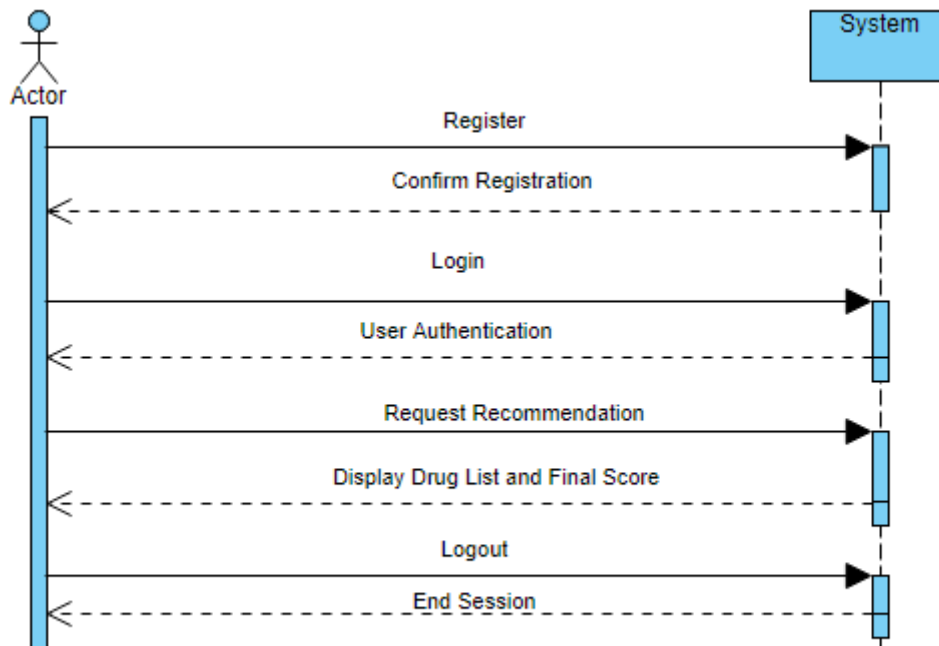 System
Actor
Register
Confirm Registration
Login
User Authentication
Request Recommendation
Display Drug List and Final Score
Logout
End Session